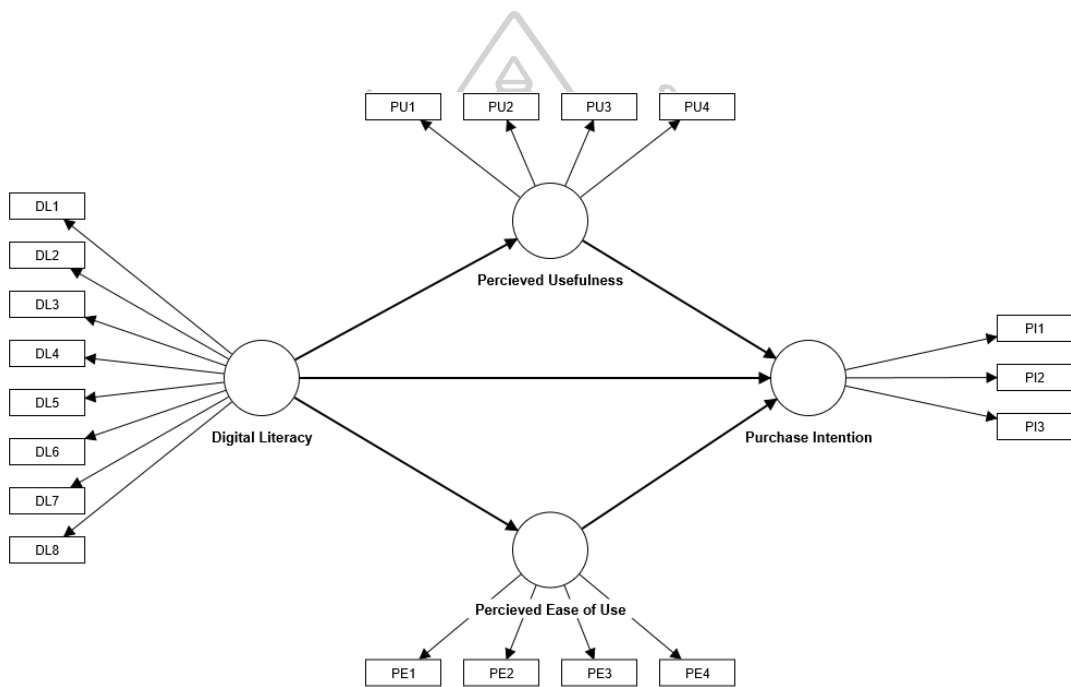 PU1
PU2
PU3
PU4
DL1
DL2
DL3
DL4
DL5
DL6
DL7
DL8
Percieved Usefulness
Digital Literacy
PI1
PI2
PI3
Purchase Intention
Percieved Ease of Use
PE1
PE2
PE3
PE4